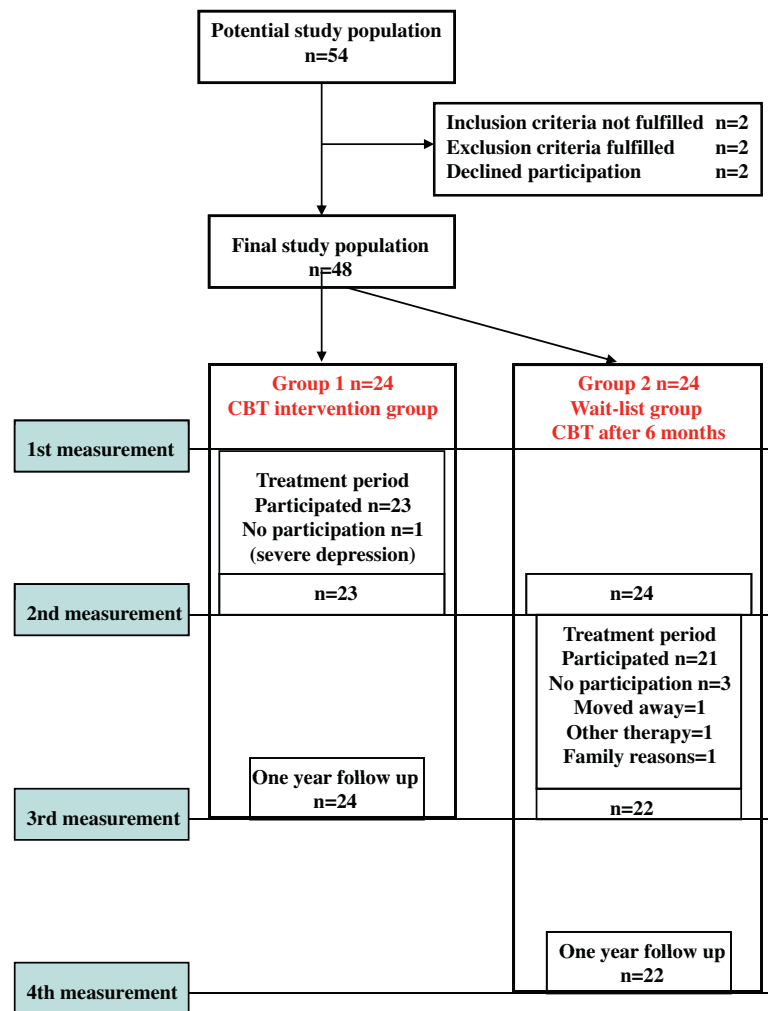 Potential study population
n=54
Inclusion criteria not fulfilled n=2
Exclusion criteria fulfilled n=2
Declined participation n=2
Final study population
n=48
Group 1 n=24
CBT intervention group
Group 2 n=24
Wait-list group
CBT after 6 months
1st measurement
Treatment period
Participated n=23
No participation n=1
(severe depression)
n=23
n=24
2nd measurement
Treatment period
Participated n=21
No participation n=3
Moved away=1
Other therapy=1
Family reasons=1
One year follow up
n=24
n=22
3rd measurement
One year follow up
n=22
4th measurement